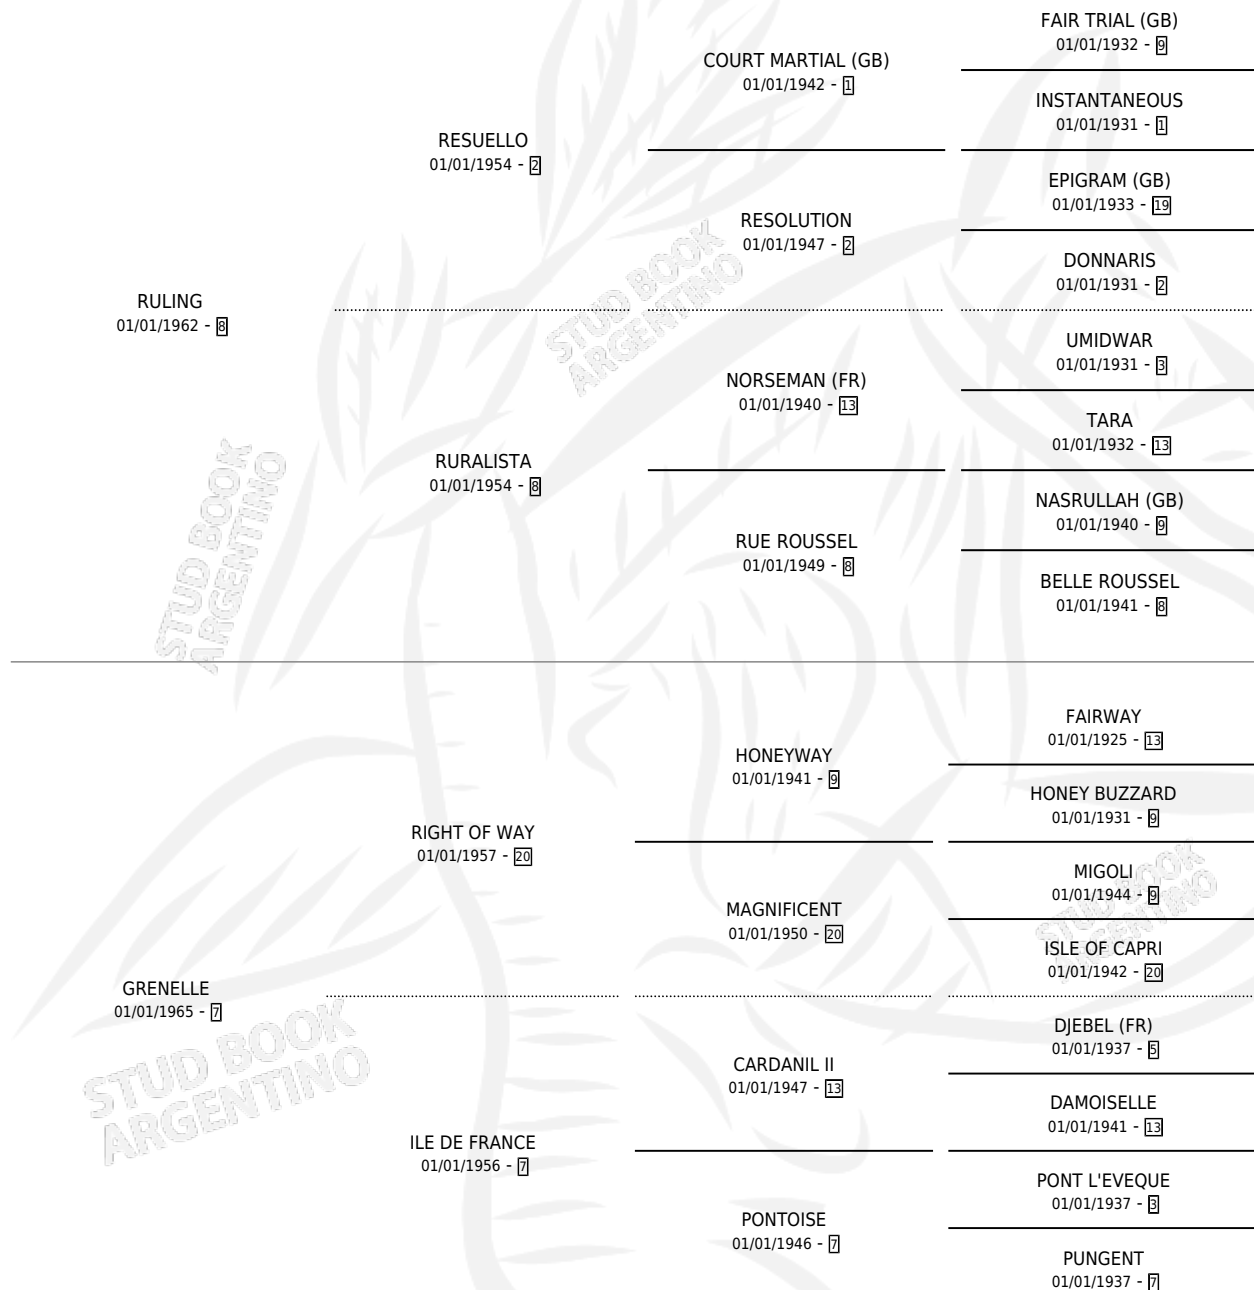 FAIR TRIAL (GB)
01/01/1932 - 9
COURT MARTIAL (GB)
01/01/1942 - 1
INSTANTANEOUS
01/01/1931 - 1
RESUELLO
01/01/1954 - 2
EPIGRAM (GB)
01/01/1933 - 19
RESOLUTION
01/01/1947 - 2
DONNARIS
01/01/1931 - 2
RULING
01/01/1962 - 8
UMIDWAR
01/01/1931 - 3
NORSEMAN (FR)
01/01/1940 - 13
TARA
01/01/1932 - 13
RURALISTA
01/01/1954 - 8
NASRULLAH (GB)
01/01/1940 - 9
RUE ROUSSEL
01/01/1949 - 8
BELLE ROUSSEL
01/01/1941 - 8
FAIRWAY
01/01/1925 - 13
HONEYWAY
01/01/1941 - 9
HONEY BUZZARD
01/01/1931 - 9
RIGHT OF WAY
01/01/1957 - 20
MIGOLI
01/01/1944 - 9
MAGNIFICENT
01/01/1950 - 20
ISLE OF CAPRI
01/01/1942 - 20
GRENELLE
01/01/1965 - 7
DJEBEL (FR)
01/01/1937 - 5
CARDANIL II
01/01/1947 - 13
DAMOISELLE
01/01/1941 - 13
ILE DE FRANCE
01/01/1956 - 7
PONT L'EVEQUE
01/01/1937 - 3
PONTOISE
01/01/1946 - 7
PUNGENT
01/01/1937 - 7
STUD BOOK
ARGENTINO
STUD BOOK
ARGENTINO
STUD BOOK
ARGENTINO
STUD BOOK
ARGENTINO